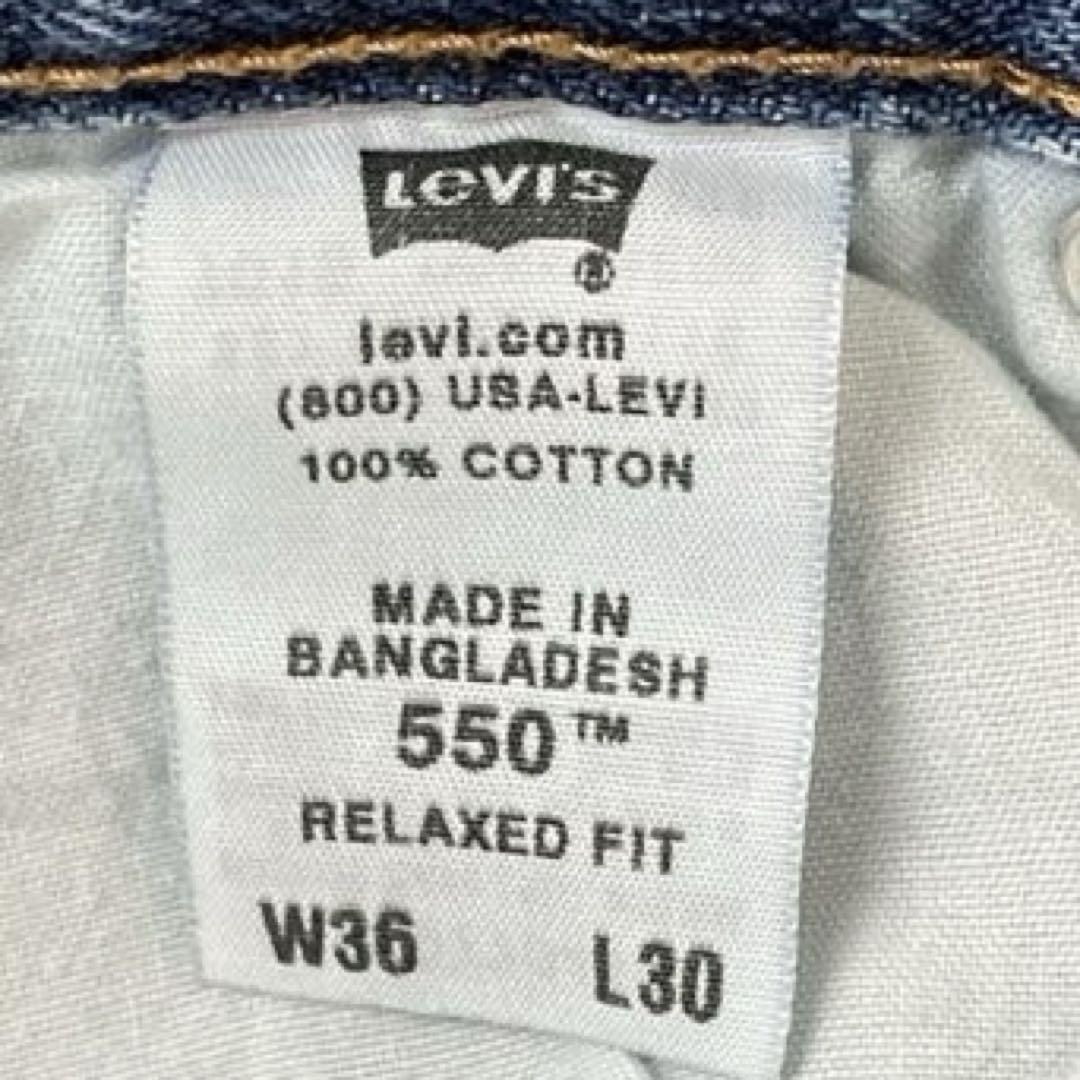 LEVI'S
®
levi.com
(800) USA-LEVI
100% COTTON
MADE IN
BANGLADESH
550™
RELAXED FIT
W36 L30